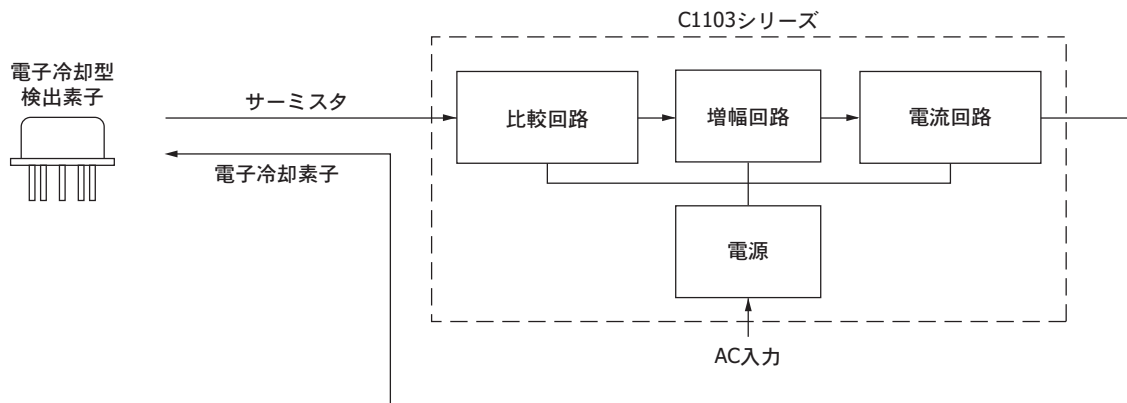 C1103シリーズ
電子冷却型
検出素子
サーミスタ
電子冷却素子
比較回路
増幅回路
電流回路
電源
AC入力